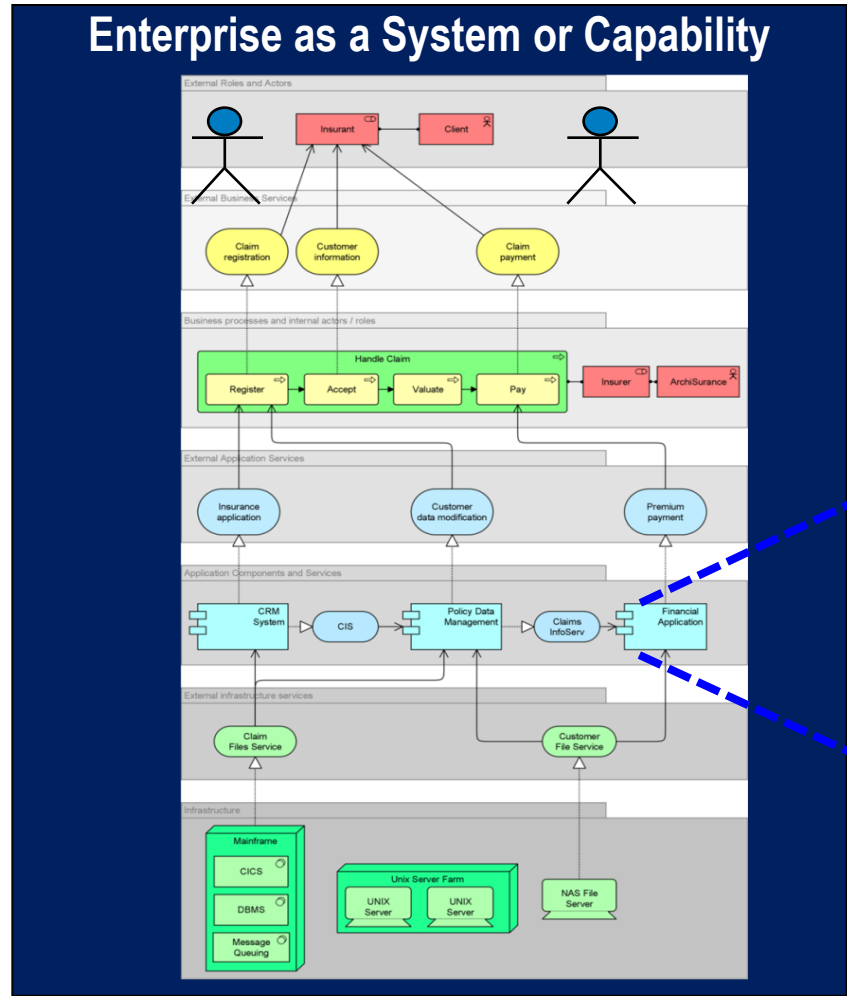 Enterprise as a System or Capability
External Roles and Actors
Insurant
Client
External Business Services
Claim
registration
Customer
information
Claim
payment
Business processes and internal actors / roles
Handle Claim
Register
Accept
Valuate
Pay
Insurer
ArchiSurance
External Application Services
Insurance
application
Customer
data modification
Premium
payment
Application Components and Services
CRM
System
CIS
Policy Data
Management
Claims
InfoServ
Financial
Application
External infrastructure services
Claim
Files Service
Customer
File Service
Infrastructure
Mainframe
CICS
DBMS
Message
Queuing
Unix Server Farm
UNIX
Server
UNIX
Server
NAS File
Server